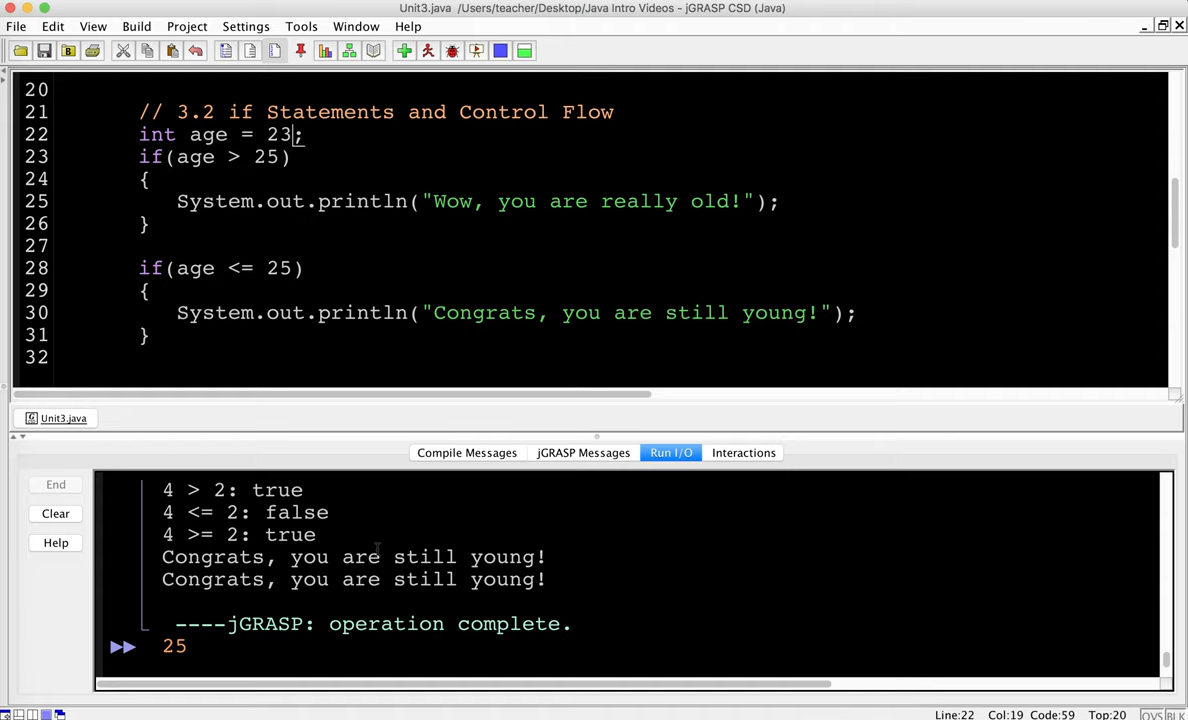 Unit3.java /Users/teacher/Desktop/Java Intro Videos - jGRASP CSD (Java)
File Edit View Build Project Settings Tools Window Help
20
21 // 3.2 if Statements and Control Flow
22 int age = 23;
23 if(age > 25)
24 {
25 System.out.println("Wow, you are really old!");
26 }
27
28 if(age <= 25)
29 {
30 System.out.println("Congrats, you are still young!");
31 }
32
Unit3.java
Compile Messages jGRASP Messages Run I/O Interactions
End
Clear
Help
4 > 2: true
4 <= 2: false
4 >= 2: true
Congrats, you are still young!
Congrats, you are still young!
----jGRASP: operation complete.
25
Line:22 Col:19 Code:59 Top:20 OVS BLK